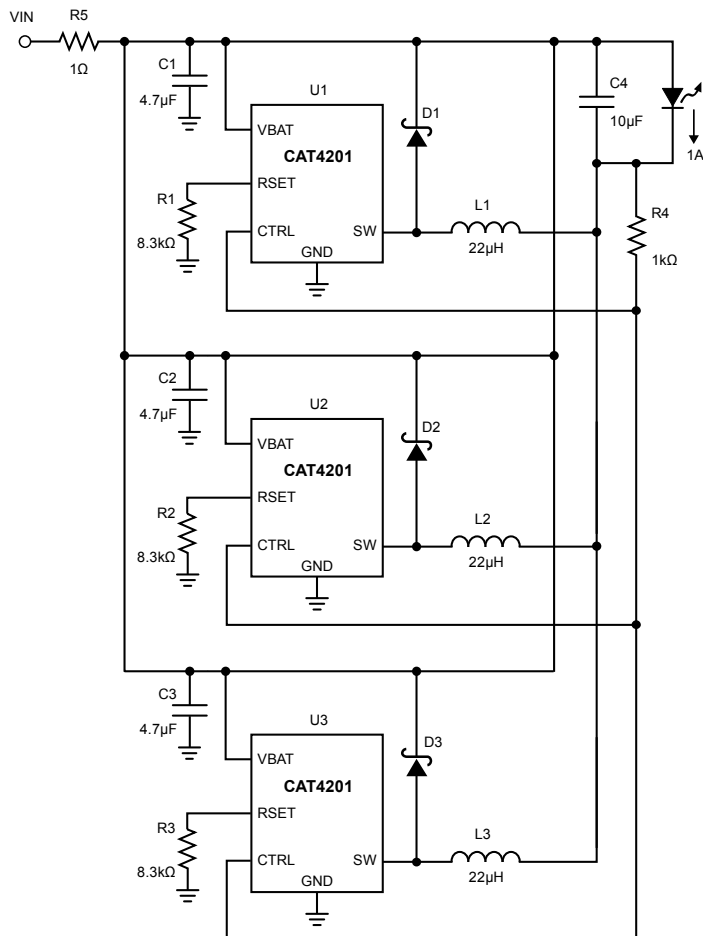 VIN
R5
1Ω
C1
4.7µF
U1
VBAT
CAT4201
RSET
CTRL
SW
GND
R1
8.3kΩ
D1
L1
22µH
C4
10µF
1A
R4
1kΩ
C2
4.7µF
U2
VBAT
CAT4201
RSET
CTRL
SW
GND
R2
8.3kΩ
D2
L2
22µH
C3
4.7µF
U3
VBAT
CAT4201
RSET
CTRL
SW
GND
R3
8.3kΩ
D3
L3
22µH